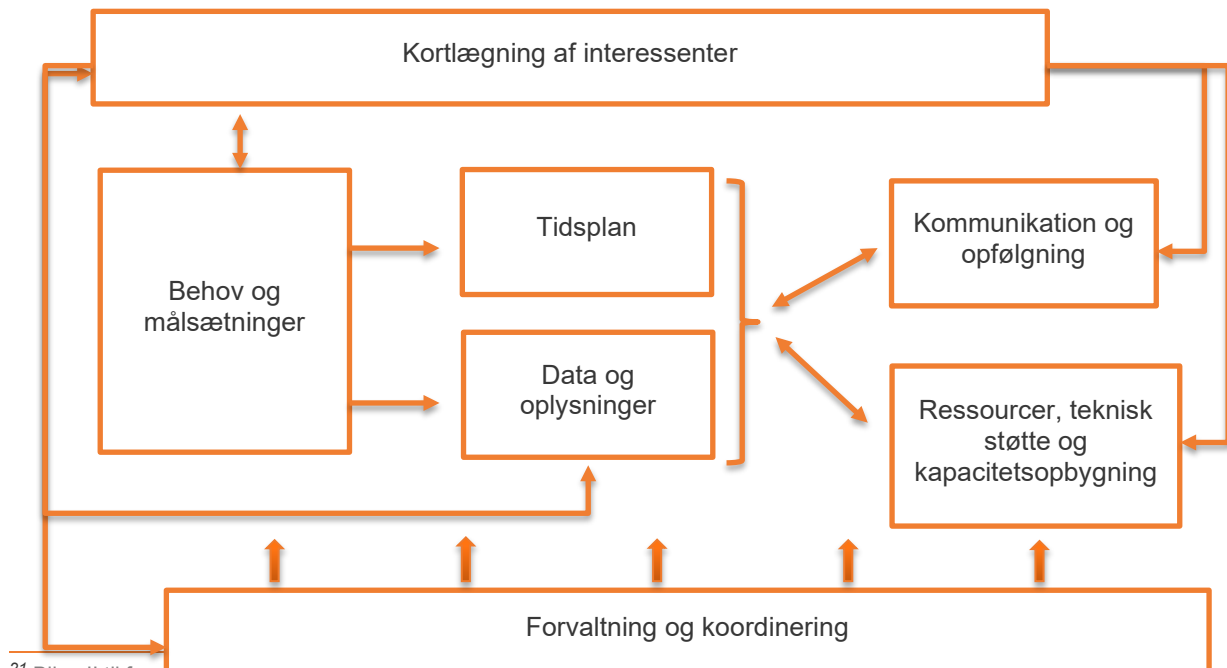 Kortlægning af interessenter
Tidsplan
Kommunikation og
opfølgning
Behov og
målsætninger
Data og
oplysninger
Ressourcer, teknisk
støtte og
kapacitetsopbygning
Forvaltning og koordinering
21